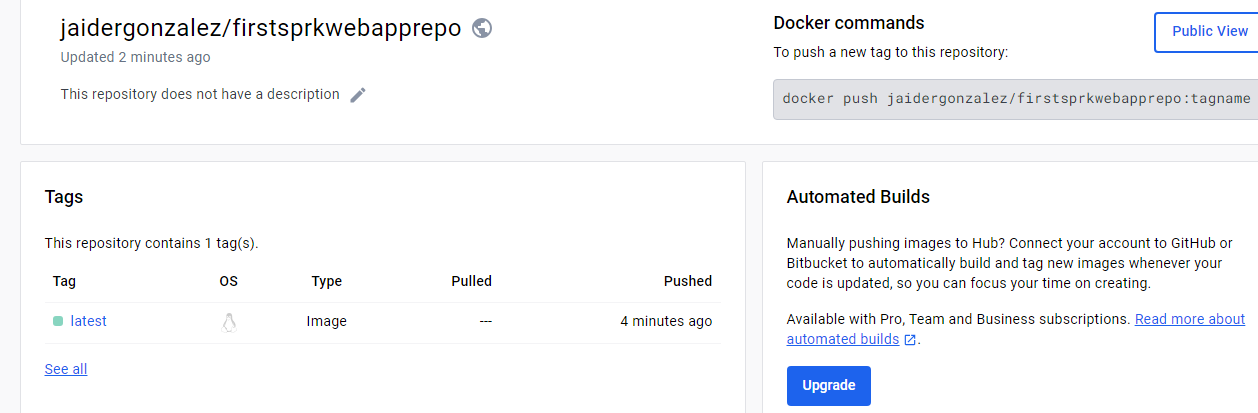 jaidergonzalez/firstsprkwebapprepo
Updated 2 minutes ago
This repository does not have a description
Docker commands
To push a new tag to this repository:
Public View
docker push jaidergonzalez/firstsprkwebapprepo:tagname
Tags
This repository contains 1 tag(s).
Tag OS Type Pulled Pushed
latest Image --- 4 minutes ago
See all
Automated Builds
Manually pushing images to Hub? Connect your account to GitHub or
Bitbucket to automatically build and tag new images whenever your
code is updated, so you can focus your time on creating.
Available with Pro, Team and Business subscriptions. Read more about
automated builds .
Upgrade